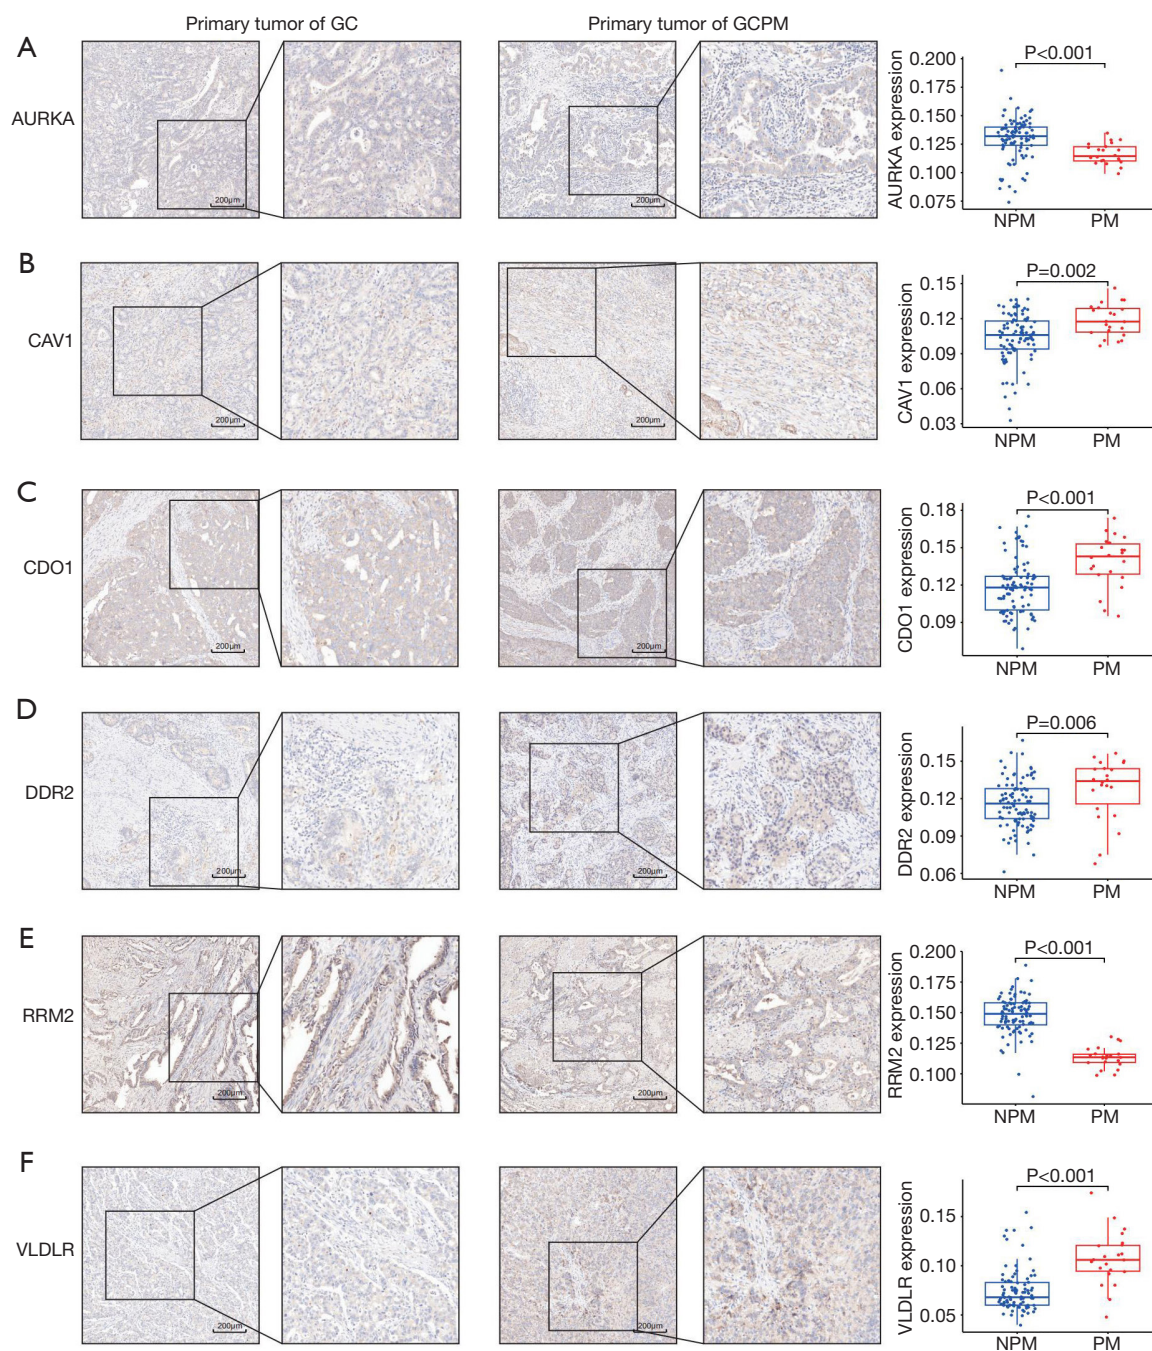 Primary tumor of GC
Primary tumor of GCPM
A
AURKA
200μm
200μm
AURKA expression
0.200
0.175
0.150
0.125
0.100
0.075
P<0.001
NPM
PM
B
CAV1
200μm
200μm
CAV1 expression
0.15
0.12
0.09
0.06
0.03
P=0.002
NPM
PM
C
CDO1
200μm
200μm
CDO1 expression
0.18
0.15
0.12
0.09
P<0.001
NPM
PM
D
DDR2
200μm
200μm
DDR2 expression
0.15
0.12
0.09
0.06
P=0.006
NPM
PM
E
RRM2
200μm
200μm
RRM2 expression
0.200
0.150
0.125
0.100
P<0.001
NPM
PM
F
VLDLR
200μm
200μm
VLDLR expression
0.15
0.10
0.05
P<0.001
NPM
PM